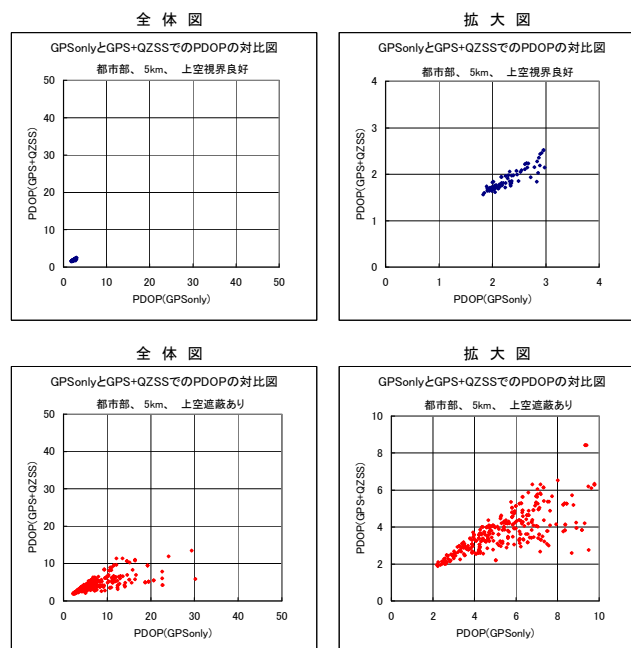 全 体 図
GPSonlyとGPS+QZSSでのPDOPの対比図
都市部、 5km、 上空視界良好
50
40
30
20
10
0
PDOP(GPS+QZSS)
0 10 20 30 40 50
PDOP(GPSonly)
拡 大 図
GPSonlyとGPS+QZSSでのPDOPの対比図
都市部、 5km、 上空視界良好
4
3
2
1
0
PDOP(GPS+QZSS)
0 1 2 3 4
PDOP(GPSonly)
全 体 図
GPSonlyとGPS+QZSSでのPDOPの対比図
都市部、 5km、 上空遮蔽あり
50
40
30
20
10
0
PDOP(GPS+QZSS)
0 10 20 30 40 50
PDOP(GPSonly)
拡 大 図
GPSonlyとGPS+QZSSでのPDOPの対比図
都市部、 5km、 上空遮蔽あり
10
8
6
4
2
0
PDOP(GPS+QZSS)
0 2 4 6 8 10
PDOP(GPSonly)